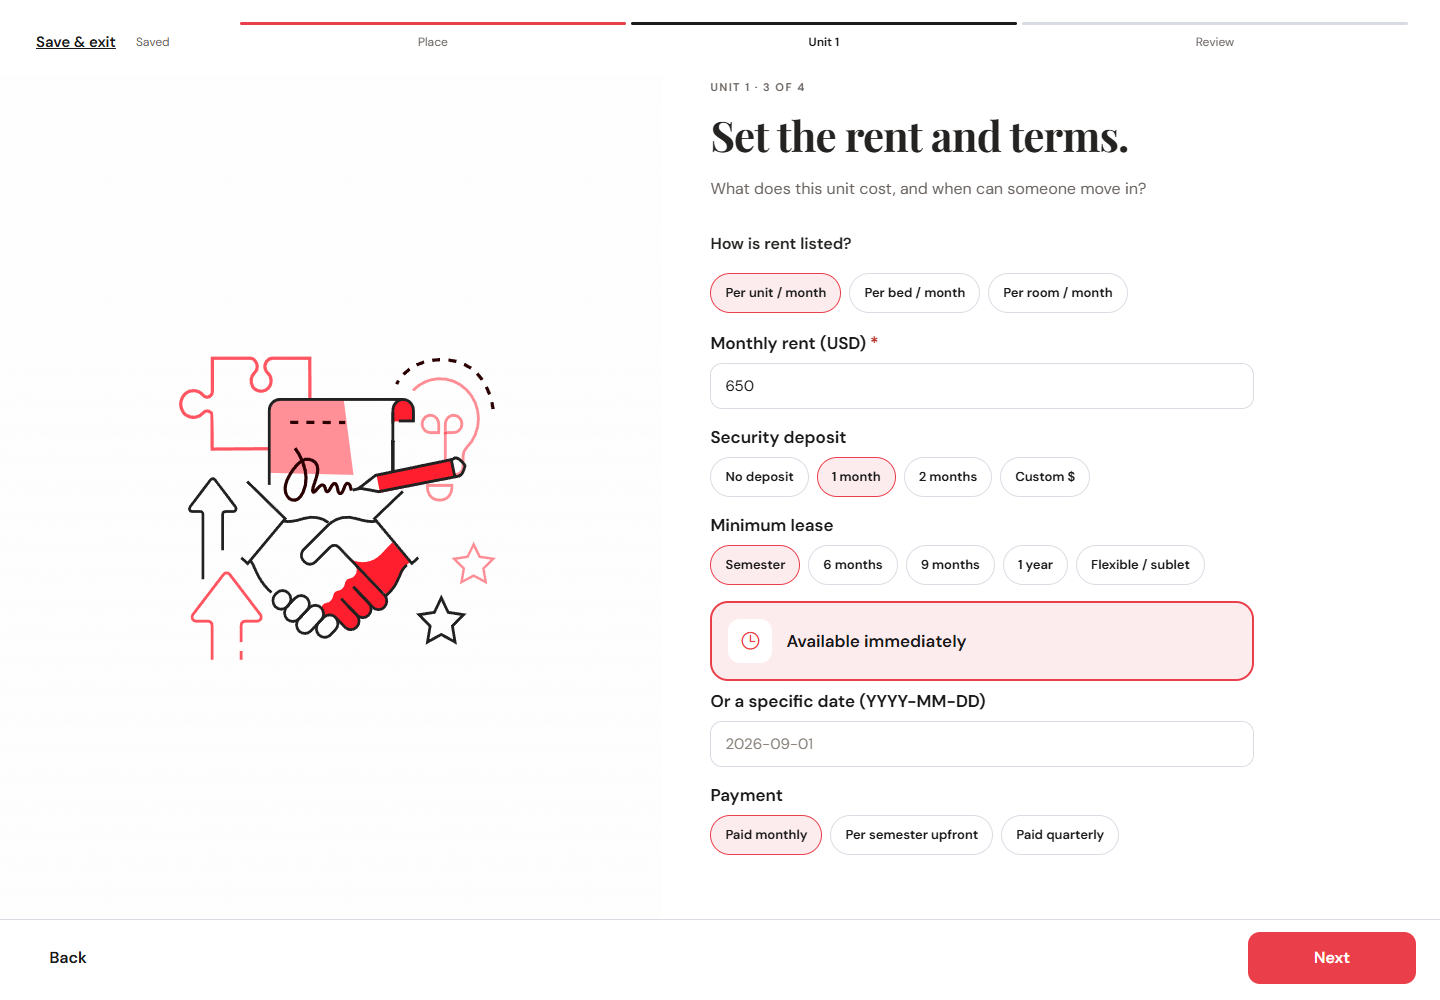 Save & exit
Saved
Place
Unit 1
Review
UNIT 1 · 3 OF 4
Set the rent and terms.
What does this unit cost, and when can someone move in?
How is rent listed?
Per unit / month
Per bed / month
Per room / month
Monthly rent (USD) *
650
Security deposit
No deposit
1 month
2 months
Custom $
Minimum lease
Semester
6 months
9 months
1 year
Flexible / sublet
Available immediately
Or a specific date (YYYY-MM-DD)
2026-09-01
Payment
Paid monthly
Per semester upfront
Paid quarterly
Back
Next